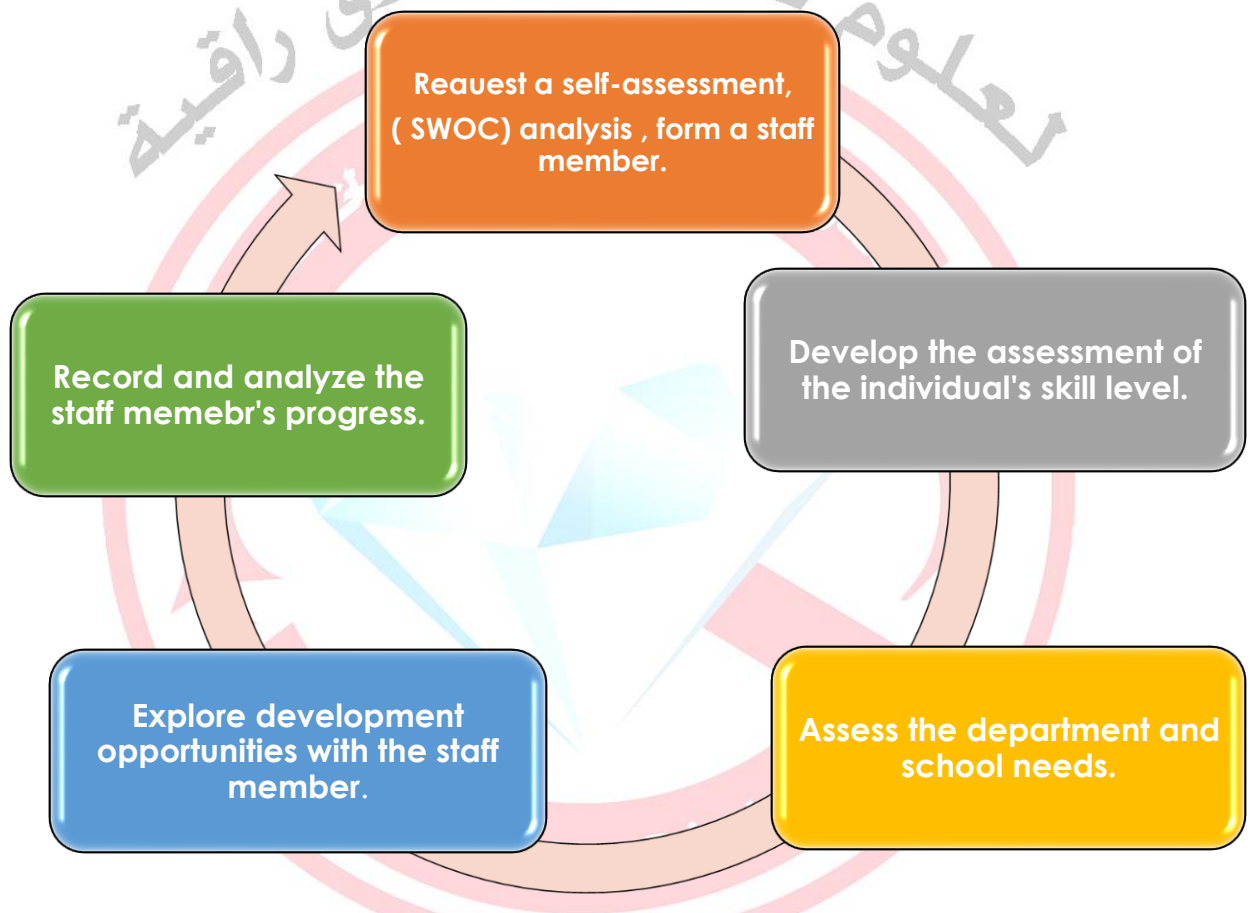 Reauest a self-assessment,
( SWOC) analysis , form a staff
member.
Develop the assessment of
the individual's skill level.
Assess the department and
school needs.
Explore development
opportunities with the staff
member.
Record and analyze the
staff memebr's progress.
راقية